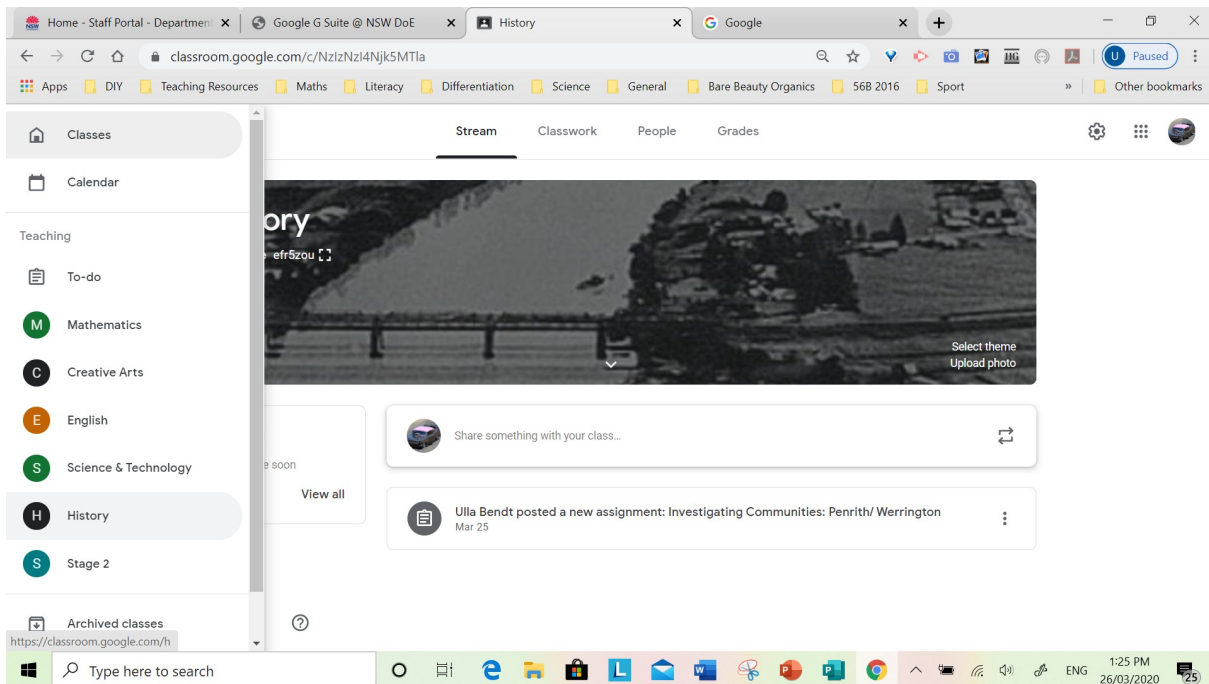 Home - Staff Portal - Department
Google G Suite @ NSW DoE
History
Google
classroom.google.com/c/NzIzNzI4Njk5MTla
Paused
Apps
DIY
Teaching Resources
Maths
Literacy
Differentiation
Science
General
Bare Beauty Organics
56B 2016
Sport
»
Other bookmarks
Classes
Stream
Classwork
People
Grades
Calendar
ory
efr5zou
Teaching
To-do
M Mathematics
Select theme
Upload photo
C Creative Arts
E English
Share something with your class...
S Science & Technology
e soon
View all
H History
Ulla Bendt posted a new assignment: Investigating Communities: Penrith/ Werrington
Mar 25
S Stage 2
Archived classes
https://classroom.google.com/h
Type here to search
ENG
1:25 PM
26/03/2020
25